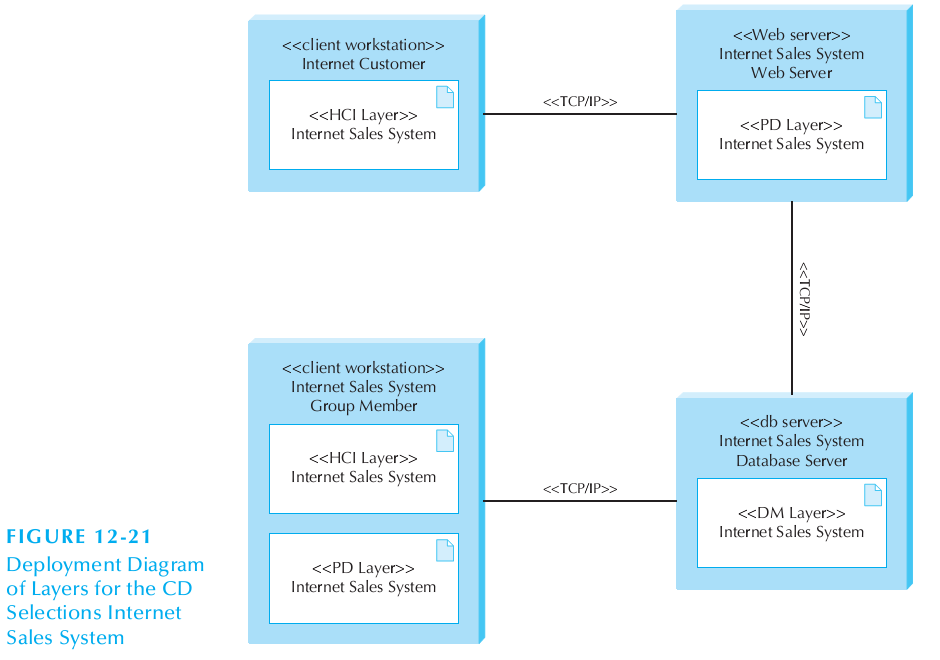 <<client workstation>>
Internet Customer
<<HCI Layer>>
Internet Sales System
<<TCP/IP>>
<<Web server>>
Internet Sales System
Web Server
<<PD Layer>>
Internet Sales System
<<TCP/IP>>
<<client workstation>>
Internet Sales System
Group Member
<<HCI Layer>>
Internet Sales System
<<PD Layer>>
Internet Sales System
<<TCP/IP>>
<<db server>>
Internet Sales System
Database Server
<<DM Layer>>
Internet Sales System
FIGURE 12-21
Deployment Diagram
of Layers for the CD
Selections Internet
Sales System